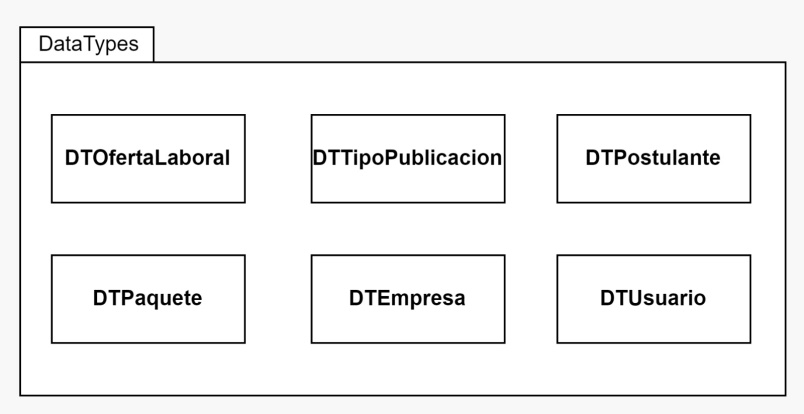 DataTypes
DTOfertaLaboral
DTTipoPublicacion
DTPostulante
DTPaquete
DTEmpresa
DTUsuario